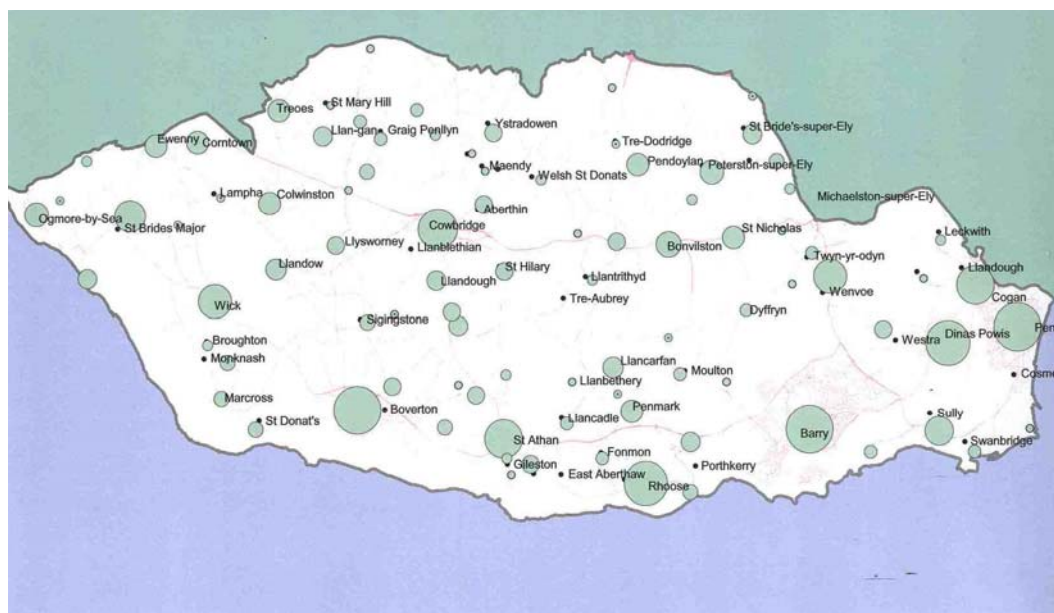 St Mary Hill
Treoes
Ystradowen
St Bride's-super-Ely
Llan-gan
Graig Penllyn
Ewenny
Corntown
Tre-Dodridge
Pendoylan
Peterston-super-Ely
Maendy
Welsh St Donats
Lampha
Colwinston
Michaelston-super-Ely
Aberthin
Ogmore-by-Sea
St Brides Major
Cowbridge
St Nicholas
Leckwith
Llysworney
Llanblethian
Bonvilston
Twyn-yr-odyn
Llandow
St Hilary
Llandough
Llandough
Llantrithyd
Wenvoe
Cogan
Tre-Aubrey
Wick
Dyffryn
Sigingstone
Dinas Powis
Pen
Broughton
Westra
Monknash
Llancarfan
Moulton
Cosme
Llanbethery
Marcross
Boverton
Penmark
Sully
St Donat's
Llancadle
Barry
St Athan
Swanbridge
Fonmon
Gileston
Porthkerry
East Aberthaw
Rhoose